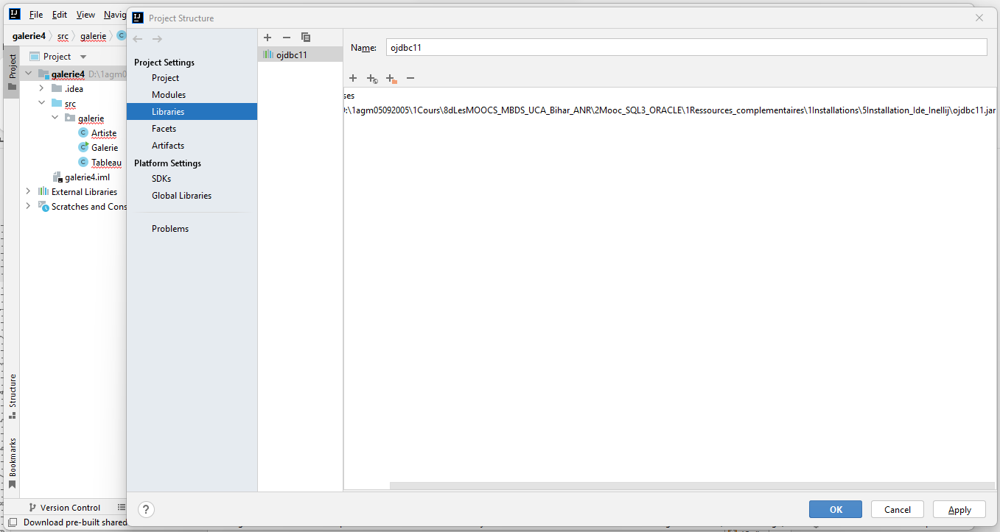 File Edit View Navig
Project Structure
galerie4 src galerie
Project
galerie4 D:\1agm0
.idea
src
galerie
Artiste
Galerie
Tableau
galerie4.iml
External Libraries
Scratches and Cons
Project
Structure
Bookmarks
Version Control
Download pre-built shared
Project Settings
Project
Modules
Libraries
Facets
Artifacts
Platform Settings
SDKs
Global Libraries
Problems
ojdbc11
Name: ojdbc11
ses
:\1agm05092005\1Cours\8dLesMOOCS_MBDS_UCA_Bihar_ANR\2Mooc_SQL3_ORACLE\1Ressources_complementaires\1Installations\5Installation_Ide_Inellij\ojdbc11.jar
?
OK Cancel Apply